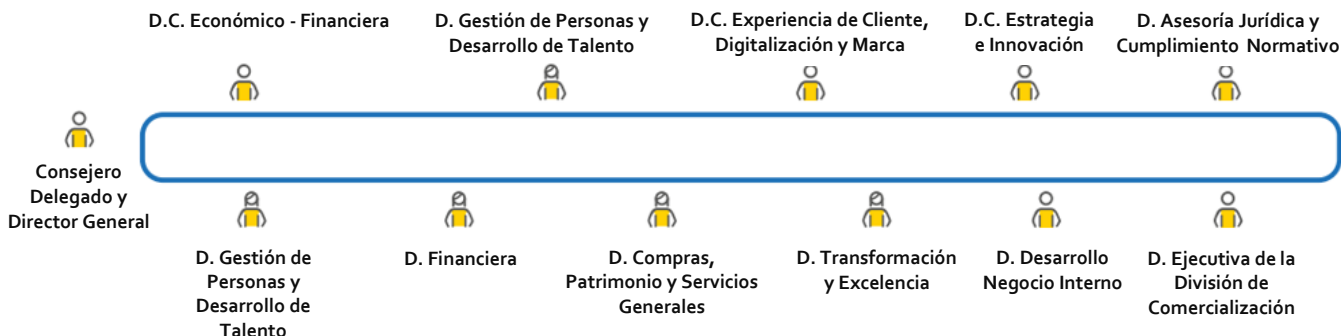 D.C. Económico - Financiera
D. Gestión de Personas y
Desarrollo de Talento
D.C. Experiencia de Cliente,
Digitalización y Marca
D.C. Estrategia
e Innovación
D. Asesoría Jurídica y
Cumplimiento Normativo
Consejero
Delegado y
Director General
D. Gestión de
Personas y
Desarrollo de
Talento
D. Financiera
D. Compras,
Patrimonio y Servicios
Generales
D. Transformación
y Excelencia
D. Desarrollo
Negocio Interno
D. Ejecutiva de la
División de
Comercialización